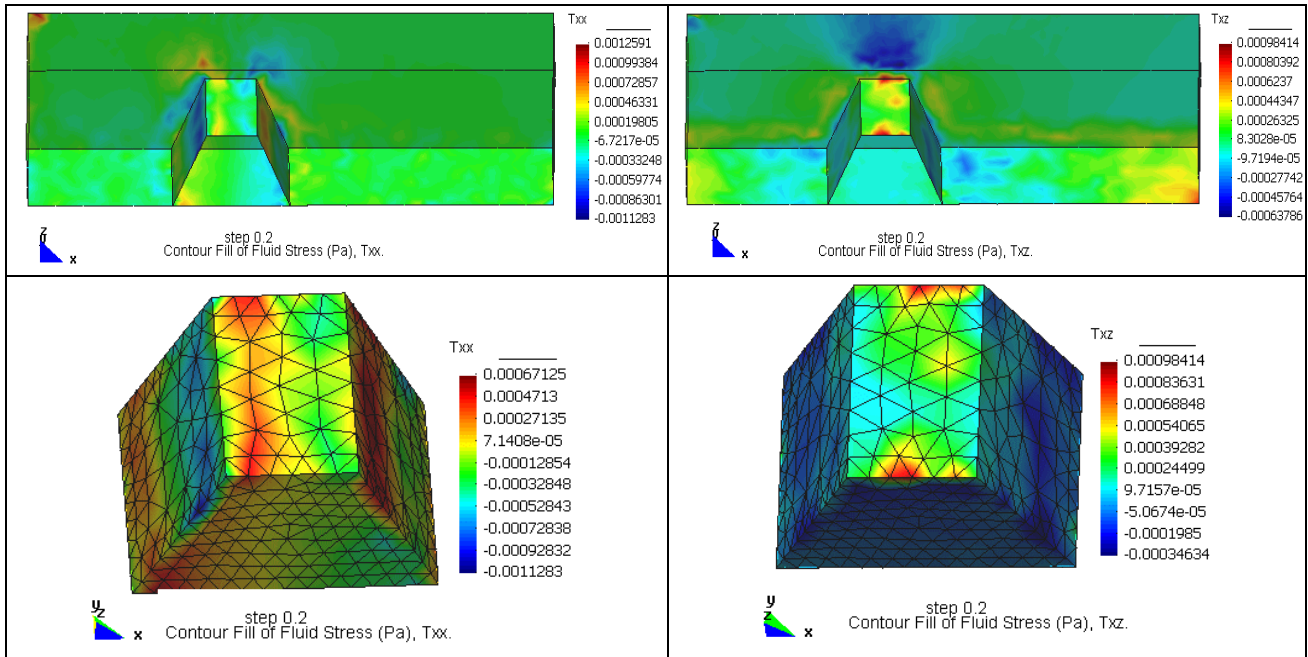 Txx
0.0012591
0.00099384
0.00072857
0.00046331
0.00019805
-6.7217e-05
-0.00033248
-0.00059774
-0.00086301
-0.0011283
z
x
step 0.2
Contour Fill of Fluid Stress (Pa), Txx.
Txz
0.00098414
0.00080392
0.0006237
0.00044347
0.00026325
8.3028e-05
-9.7194e-05
-0.00027742
-0.00045764
-0.00063786
z
x
step 0.2
Contour Fill of Fluid Stress (Pa), Txz.
Txx
0.00067125
0.0004713
0.00027135
7.1408e-05
-0.00012854
-0.00032848
-0.00052843
-0.00072838
-0.00092832
-0.0011283
y
z
x
step 0.2
Contour Fill of Fluid Stress (Pa), Txx.
Txz
0.00098414
0.00083631
0.00068848
0.00054065
0.00039282
0.00024499
9.7157e-05
-5.0674e-05
-0.0001985
-0.00034634
y
z
x
step 0.2
Contour Fill of Fluid Stress (Pa), Txz.